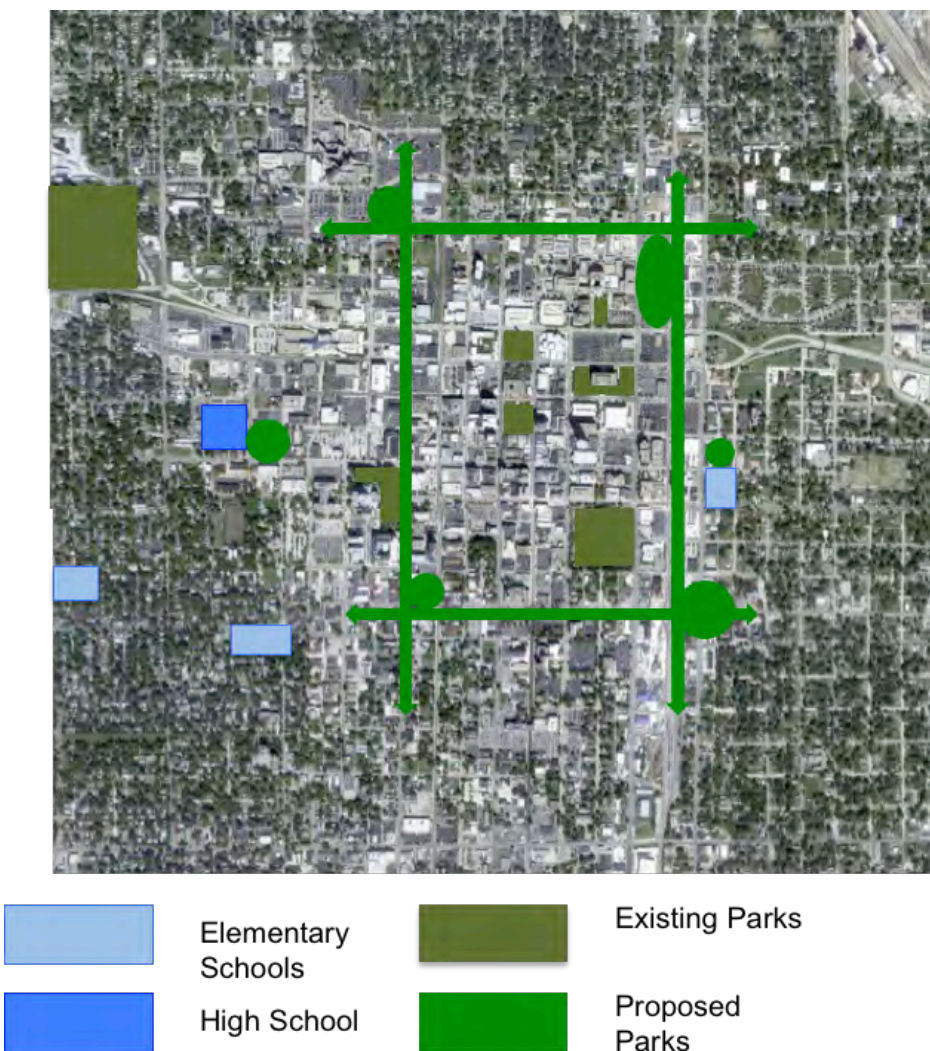 Elementary
Schools
Existing Parks
High School
Proposed
Parks